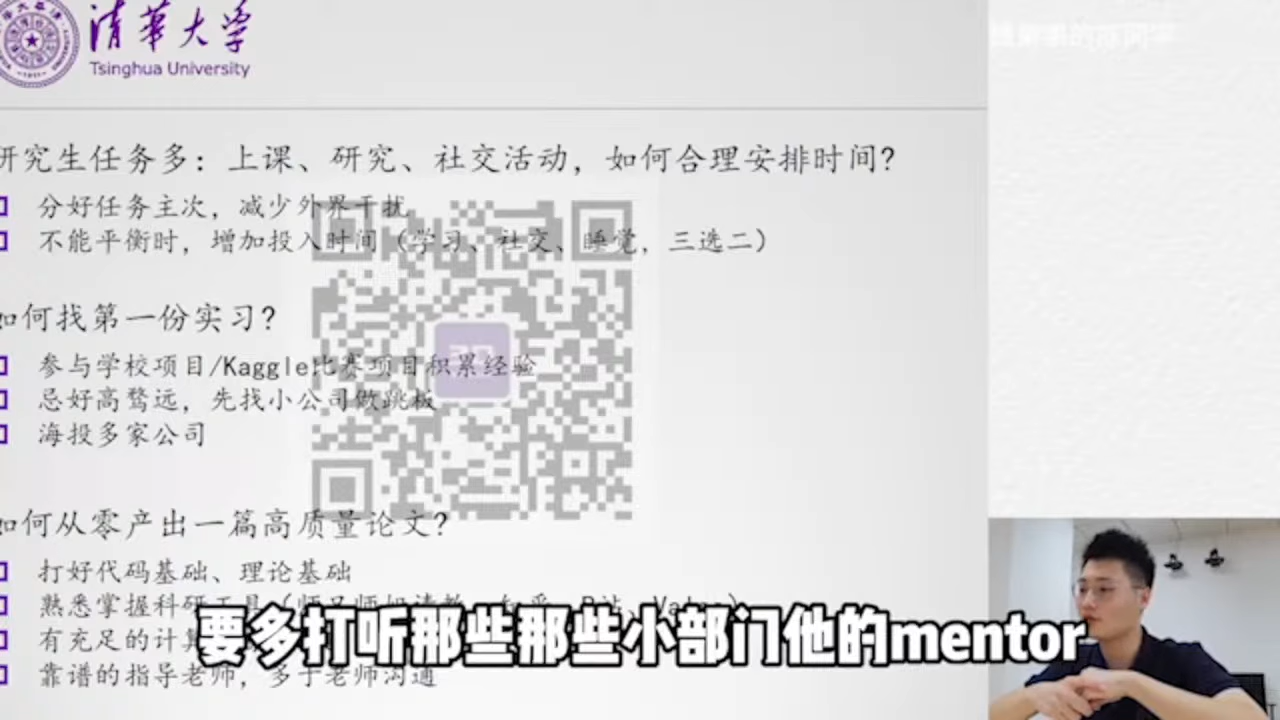 清华大学
Tsinghua University
研究生任务多：上课、研究、社交活动，如何合理安排时间？
分好任务主次，减少外界干扰
不能平衡时，增加投入时间（学习、社交、睡觉，三选二）
如何找第一份实习？
参与学校项目/Kaggle比赛项目积累经验
忌好高骛远，先找小公司做跳板
海投多家公司
如何从零产出一篇高质量论文？
打好代码基础、理论基础
熟悉掌握科研工具
有充足的计算
靠谱的指导老师，多于老师沟通
要多打听那些那些小部门他的mentor